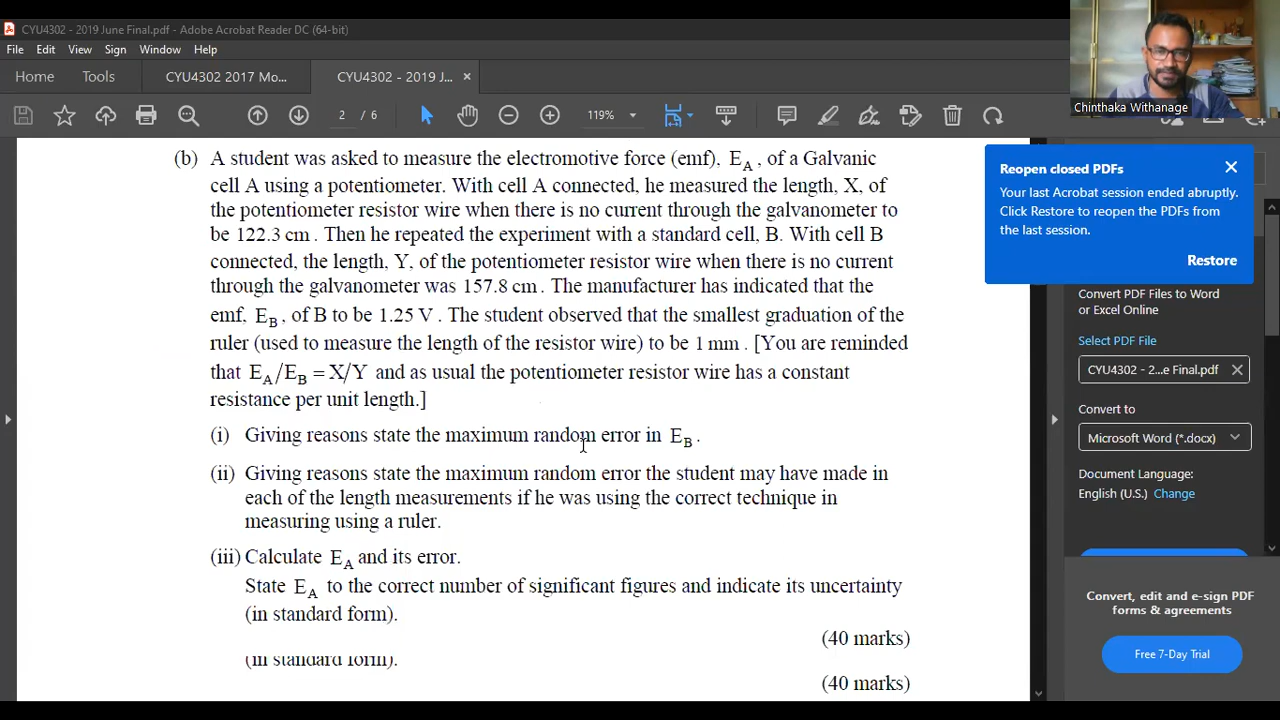 CYU4302 - 2019 June Final.pdf - Adobe Acrobat Reader DC (64-bit)
File Edit View Sign Window Help
Home Tools CYU4302 2017 Mo... CYU4302 - 2019 J... ×
2 / 6 119%
Chinthaka Withanage
(b) A student was asked to measure the electromotive force (emf), E_A, of a Galvanic
cell A using a potentiometer. With cell A connected, he measured the length, X, of
the potentiometer resistor wire when there is no current through the galvanometer to
be 122.3 cm. Then he repeated the experiment with a standard cell, B. With cell B
connected, the length, Y, of the potentiometer resistor wire when there is no current
through the galvanometer was 157.8 cm. The manufacturer has indicated that the
emf, E_B, of B to be 1.25 V. The student observed that the smallest graduation of the
ruler (used to measure the length of the resistor wire) to be 1 mm. [You are reminded
that E_A/E_B = X/Y and as usual the potentiometer resistor wire has a constant
resistance per unit length.]
(i) Giving reasons state the maximum random error in E_B.
(ii) Giving reasons state the maximum random error the student may have made in
each of the length measurements if he was using the correct technique in
measuring using a ruler.
(iii) Calculate E_A and its error.
State E_A to the correct number of significant figures and indicate its uncertainty
(in standard form).
(40 marks)
(in standard form).
(40 marks)
Reopen closed PDFs
Your last Acrobat session ended abruptly.
Click Restore to reopen the PDFs from
the last session.
Restore
Convert PDF Files to Word
or Excel Online
Select PDF File
CYU4302 - 2...e Final.pdf ×
Convert to
Microsoft Word (*.docx)
Document Language:
English (U.S.) Change
Convert, edit and e-sign PDF
forms & agreements
Free 7-Day Trial